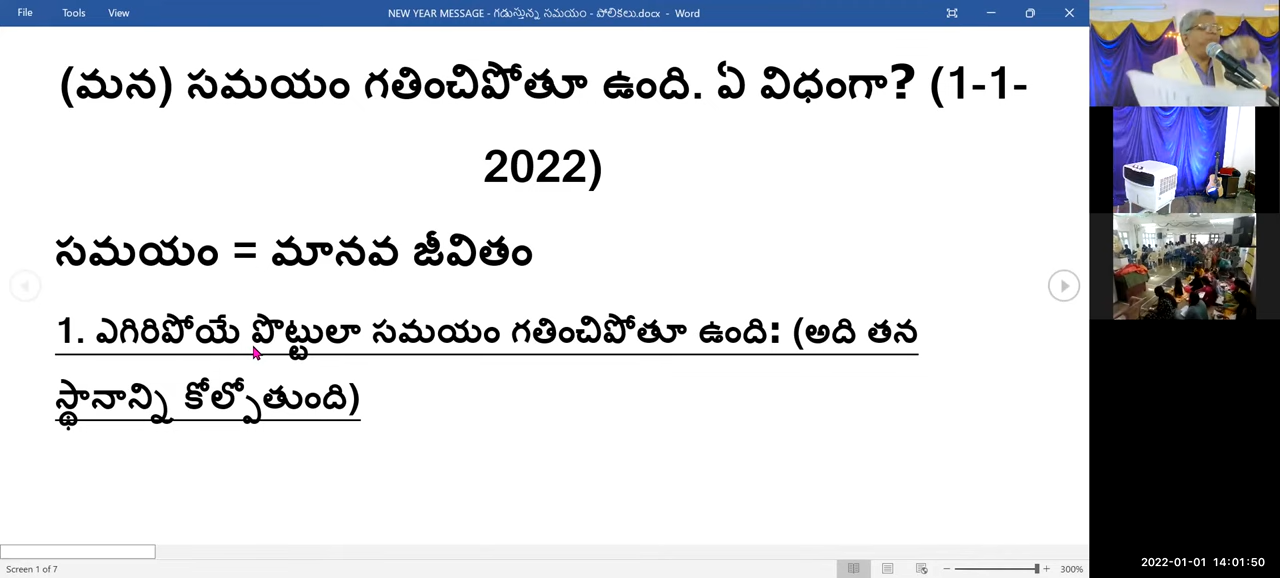 File Tools View NEW YEAR MESSAGE - గడుస్తున్న సమయం - పోలికలు.docx - Word
(మన) సమయం గతించిపోతూ ఉంది. ఏ విధంగా? (1-1-
2022)
సమయం = మానవ జీవితం
1. ఎగిరిపోయే పొట్టులా సమయం గతించిపోతూ ఉంది: (అది తన
స్థానాన్ని కోల్పోతుంది)
2022-01-01 14:01:50
Screen 1 of 7 300%